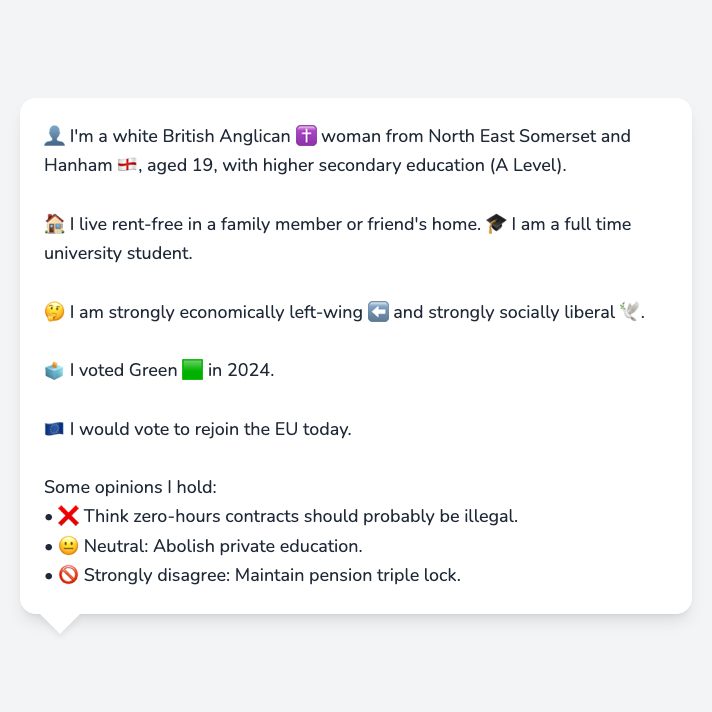 👤 I'm a white British Anglican ✝️ woman from North East Somerset and
Hanham 🏴󠁧󠁢󠁥󠁮󠁧󠁿, aged 19, with higher secondary education (A Level).
🏠 I live rent-free in a family member or friend's home. 🎓 I am a full time
university student.
🤔 I am strongly economically left-wing ⬅️ and strongly socially liberal 🕊️.
🗳️ I voted Green 🟩 in 2024.
🇪🇺 I would vote to rejoin the EU today.
Some opinions I hold:
• ❌ Think zero-hours contracts should probably be illegal.
• 😐 Neutral: Abolish private education.
• 🚫 Strongly disagree: Maintain pension triple lock.